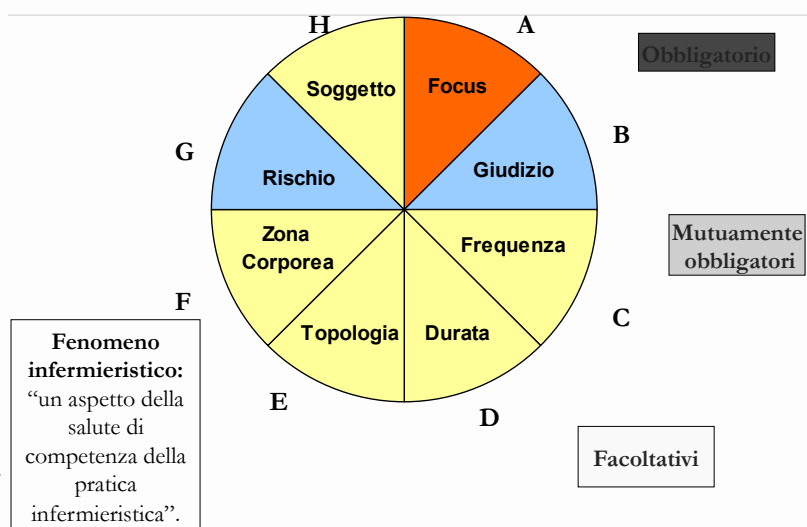 H
A
Obbligatorio
Soggetto
Focus
G
B
Rischio
Giudizio
Zona
Corporea
Frequenza
Mutuamente
obbligatori
F
C
Topologia
Durata
E
D
Fenomeno
infermieristico:
“un aspetto della
salute di
competenza della
pratica
infermieristica”.
Facoltativi